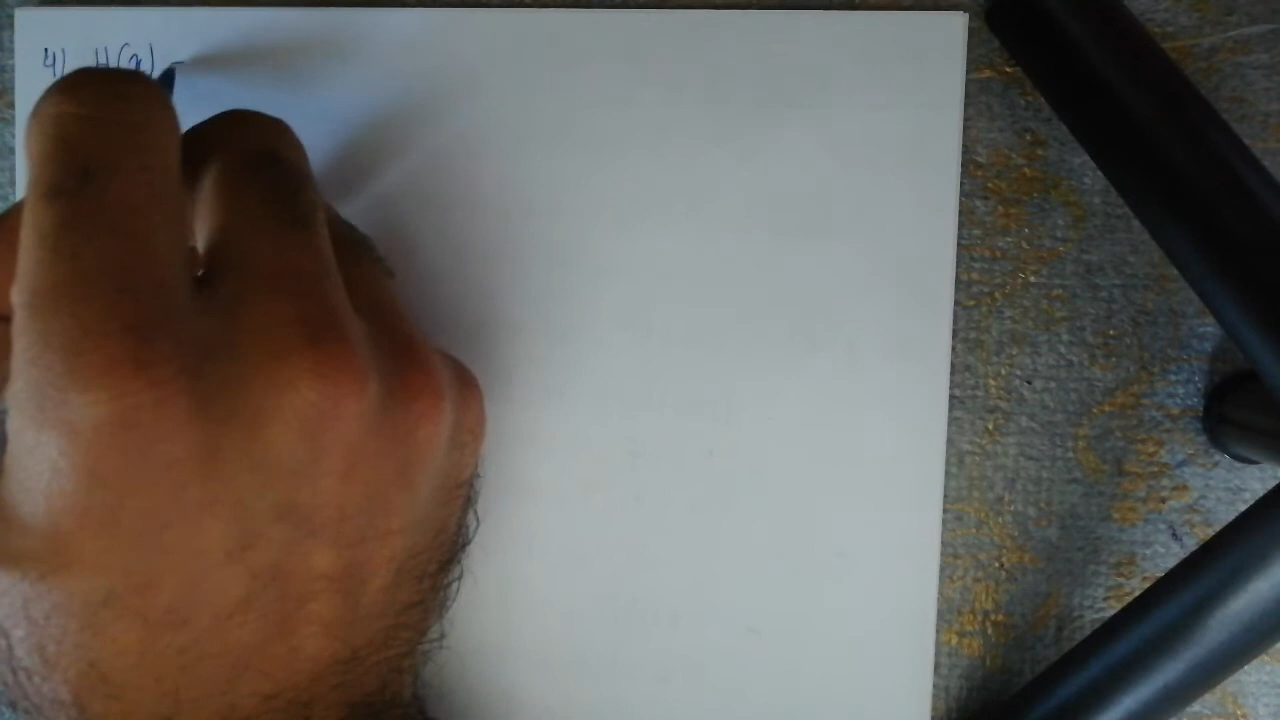 4) H(x) =